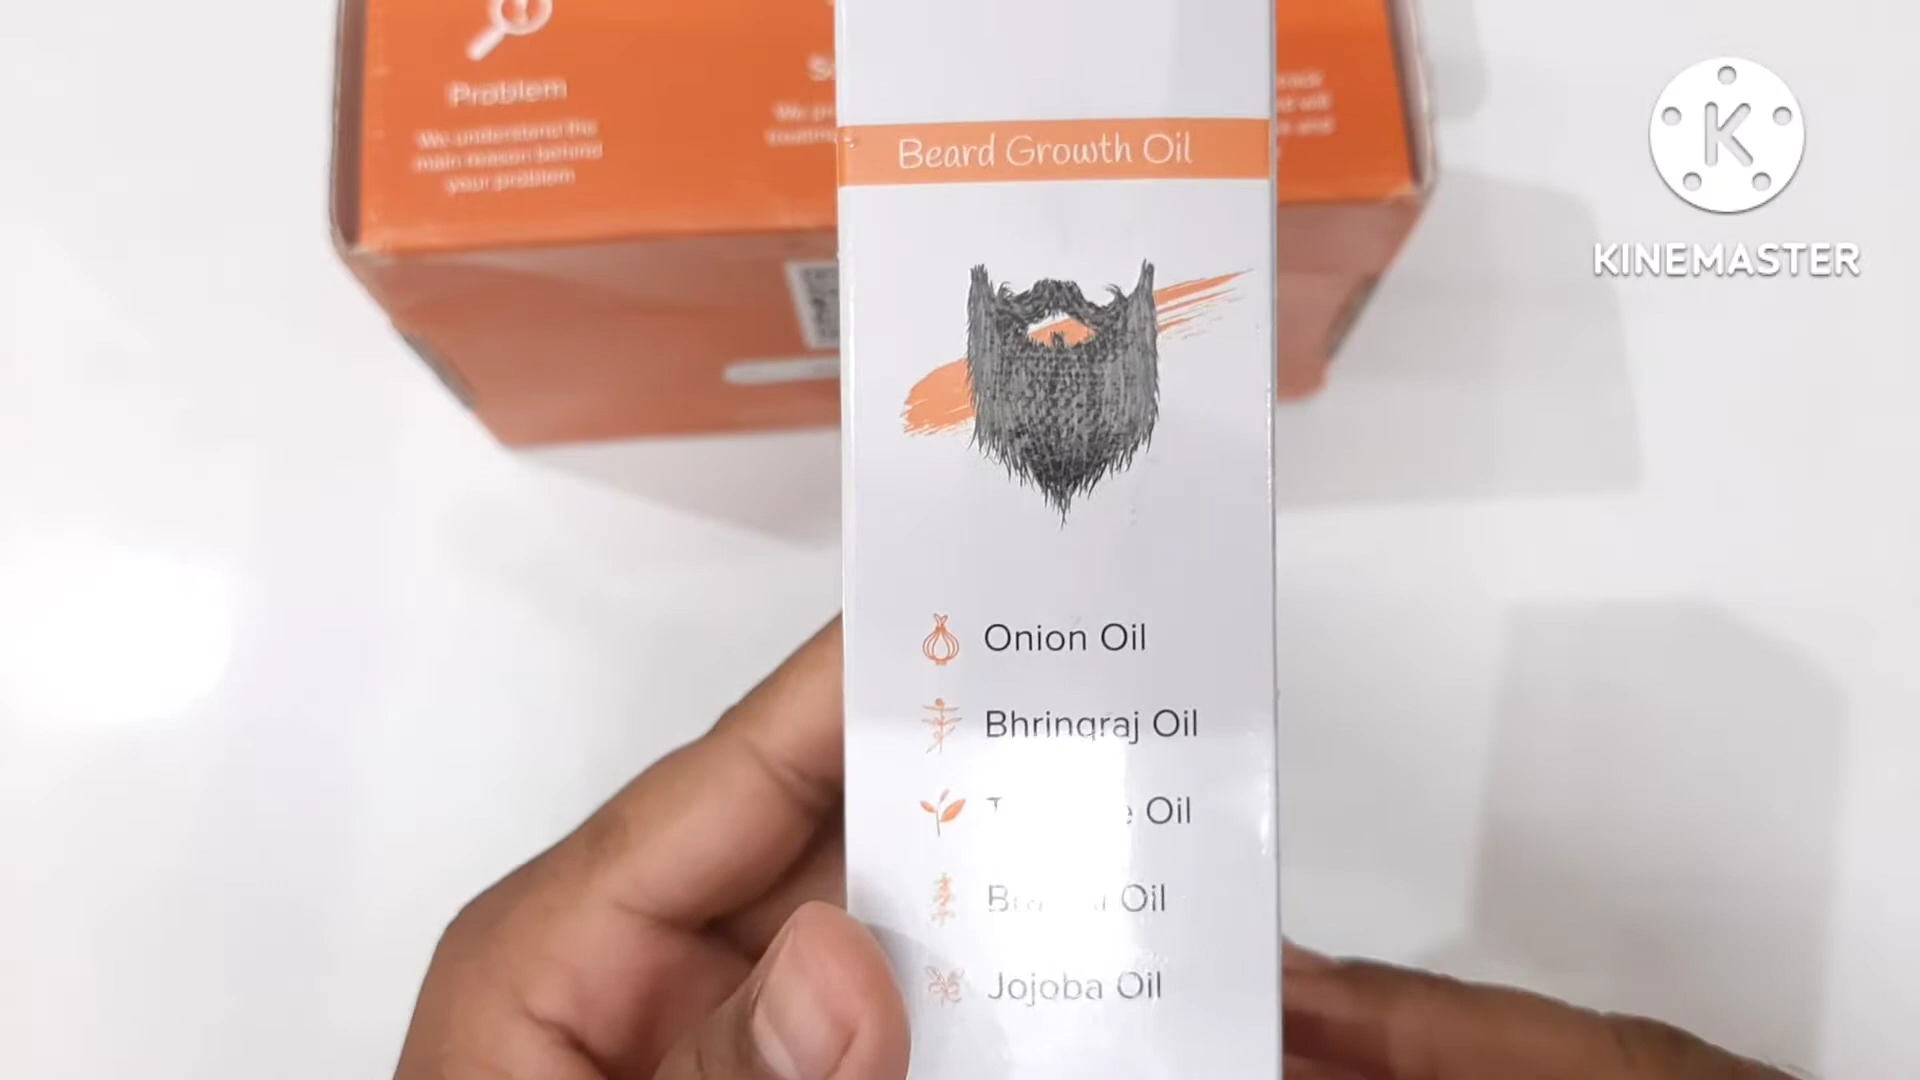 Problem
We understand the
main reason behind
your problem
Beard Growth Oil
K
KINEMASTER
Onion Oil
Bhringraj Oil
Oil
Oil
Jojoba Oil